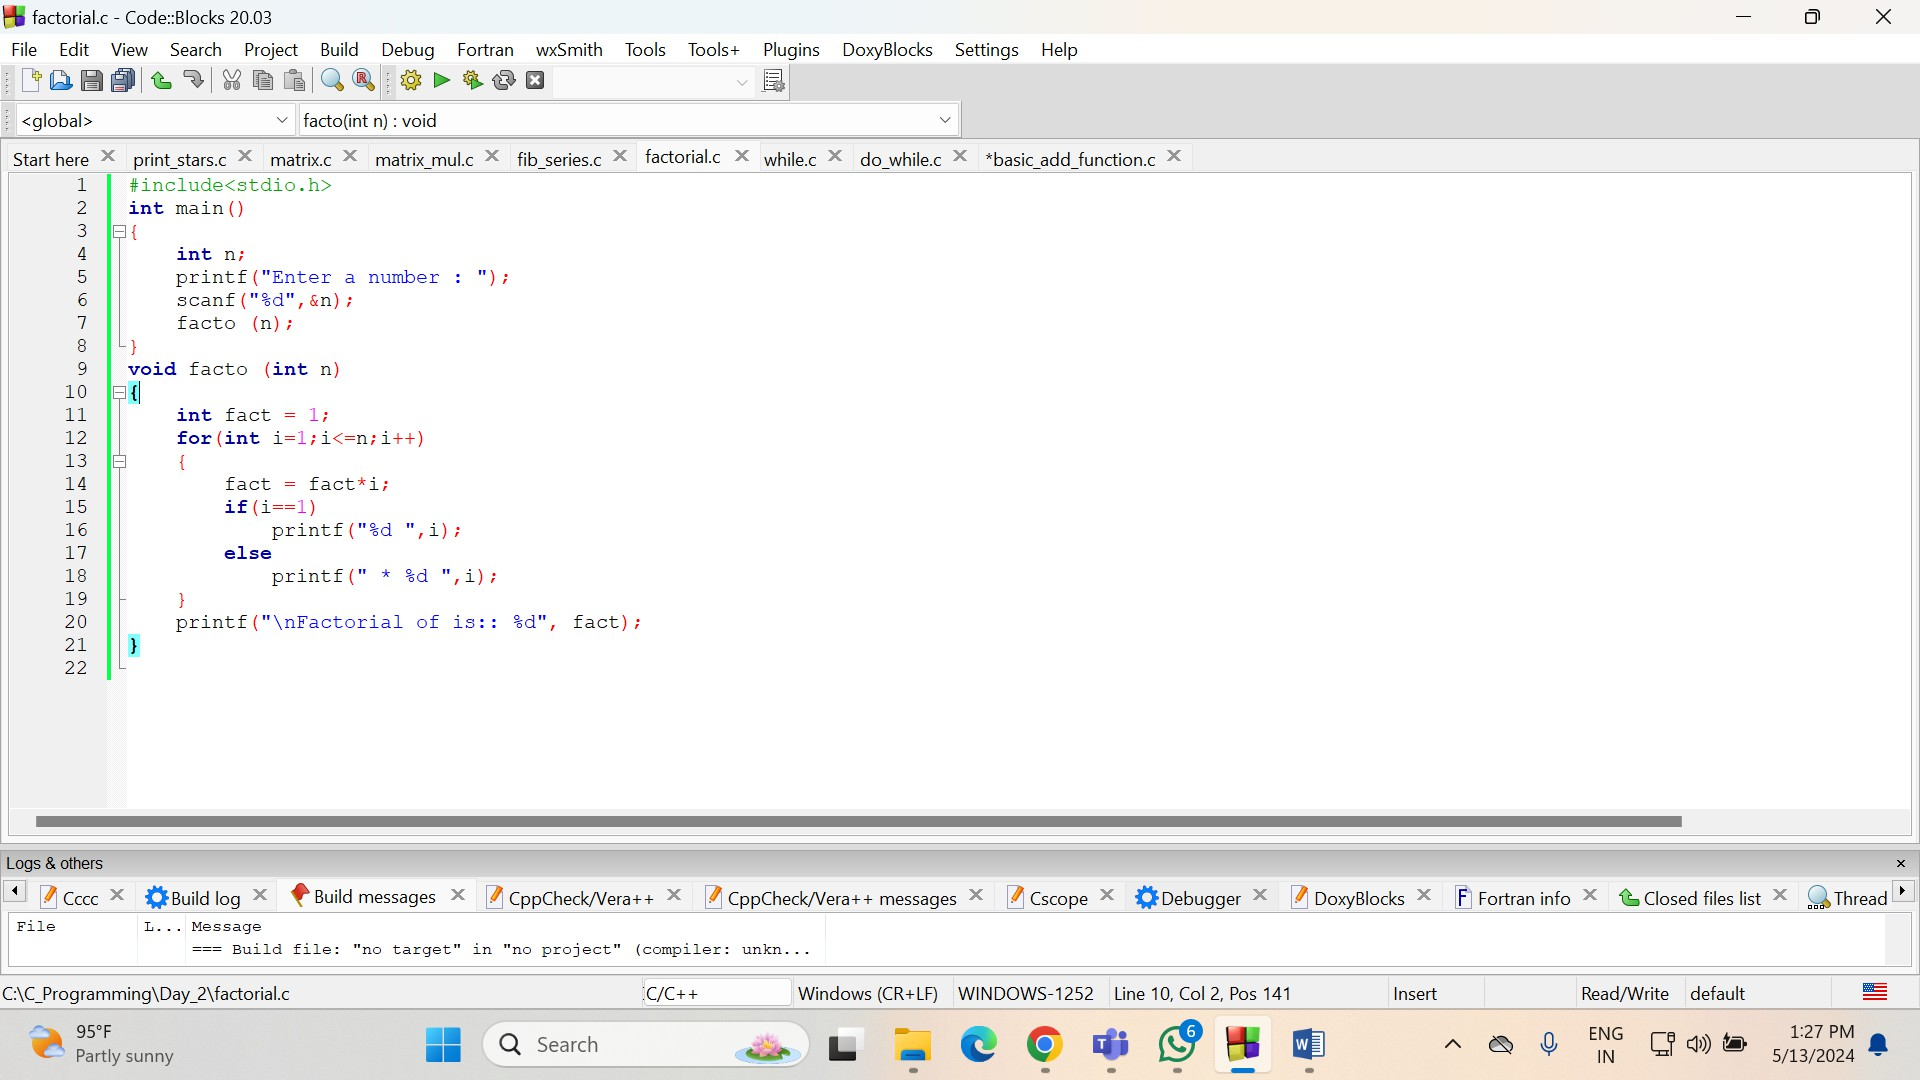 factorial.c - Code::Blocks 20.03
File Edit View Search Project Build Debug Fortran wxSmith Tools Tools+ Plugins DoxyBlocks Settings Help
<global> facto(int n) : void
Start here print_stars.c matrix.c matrix_mul.c fib_series.c factorial.c while.c do_while.c *basic_add_function.c
1 #include<stdio.h>
2 int main()
3 {
4 int n;
5 printf("Enter a number : ");
6 scanf("%d",&n);
7 facto (n);
8 }
9 void facto (int n)
10 {
11 int fact = 1;
12 for(int i=1;i<=n;i++)
13 {
14 fact = fact*i;
15 if(i==1)
16 printf("%d ",i);
17 else
18 printf(" * %d ",i);
19 }
20 printf("\nFactorial of is:: %d", fact);
21 }
22
Logs & others
Cccc Build log Build messages CppCheck/Vera++ CppCheck/Vera++ messages Cscope Debugger DoxyBlocks Fortran info Closed files list Thread
File L... Message
=== Build file: "no target" in "no project" (compiler: unkn...
C:\C_Programming\Day_2\factorial.c C/C++ Windows (CR+LF) WINDOWS-1252 Line 10, Col 2, Pos 141 Insert Read/Write default
95°F
Partly sunny
Search
6
ENG
IN
1:27 PM
5/13/2024